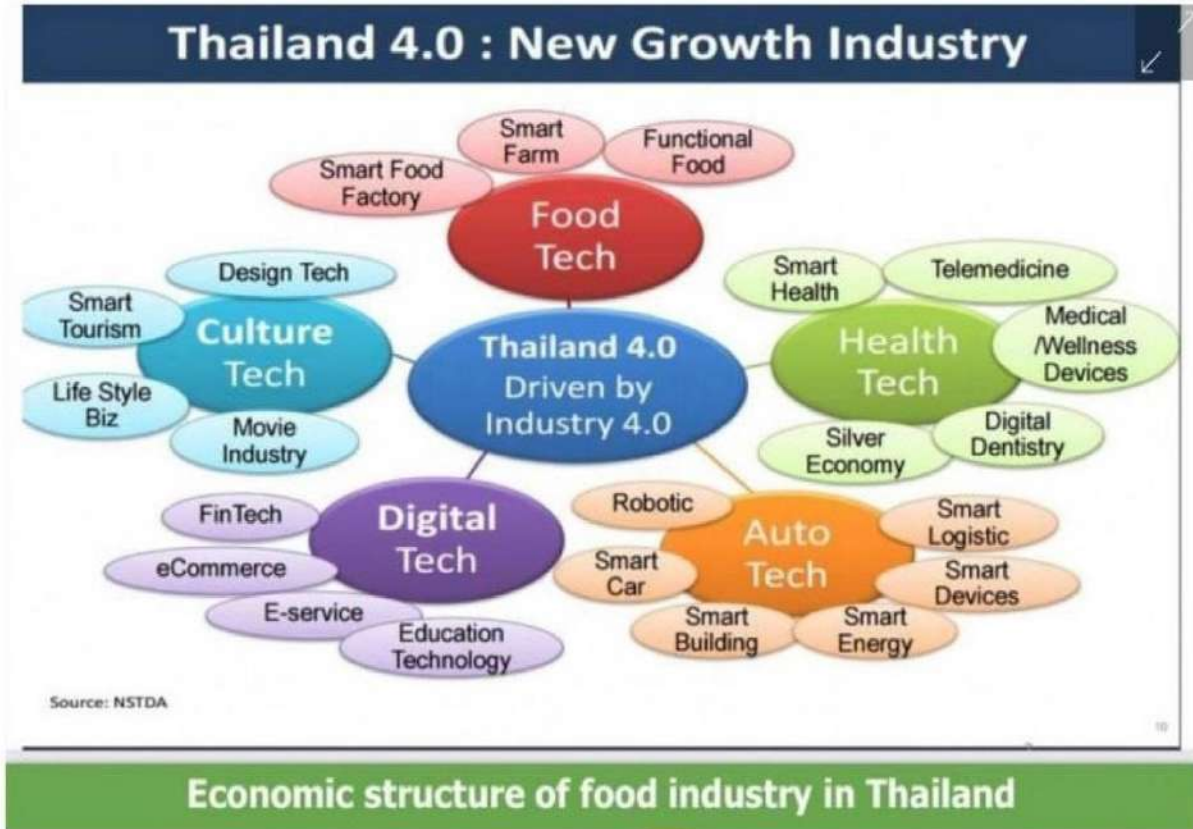 Thailand 4.0 : New Growth Industry
Smart
Farm
Functional
Food
Smart Food
Factory
Food
Tech
Design Tech
Smart
Tourism
Culture
Tech
Life Style
Biz
Movie
Industry
Thailand 4.0
Driven by
Industry 4.0
Smart
Health
Telemedicine
Health
Tech
Medical
/Wellness
Devices
Digital
Dentistry
Silver
Economy
FinTech
Digital
Tech
eCommerce
E-service
Education
Technology
Robotic
Auto
Tech
Smart
Logistic
Smart
Car
Smart
Devices
Smart
Building
Smart
Energy
Source: NSTDA
Economic structure of food industry in Thailand